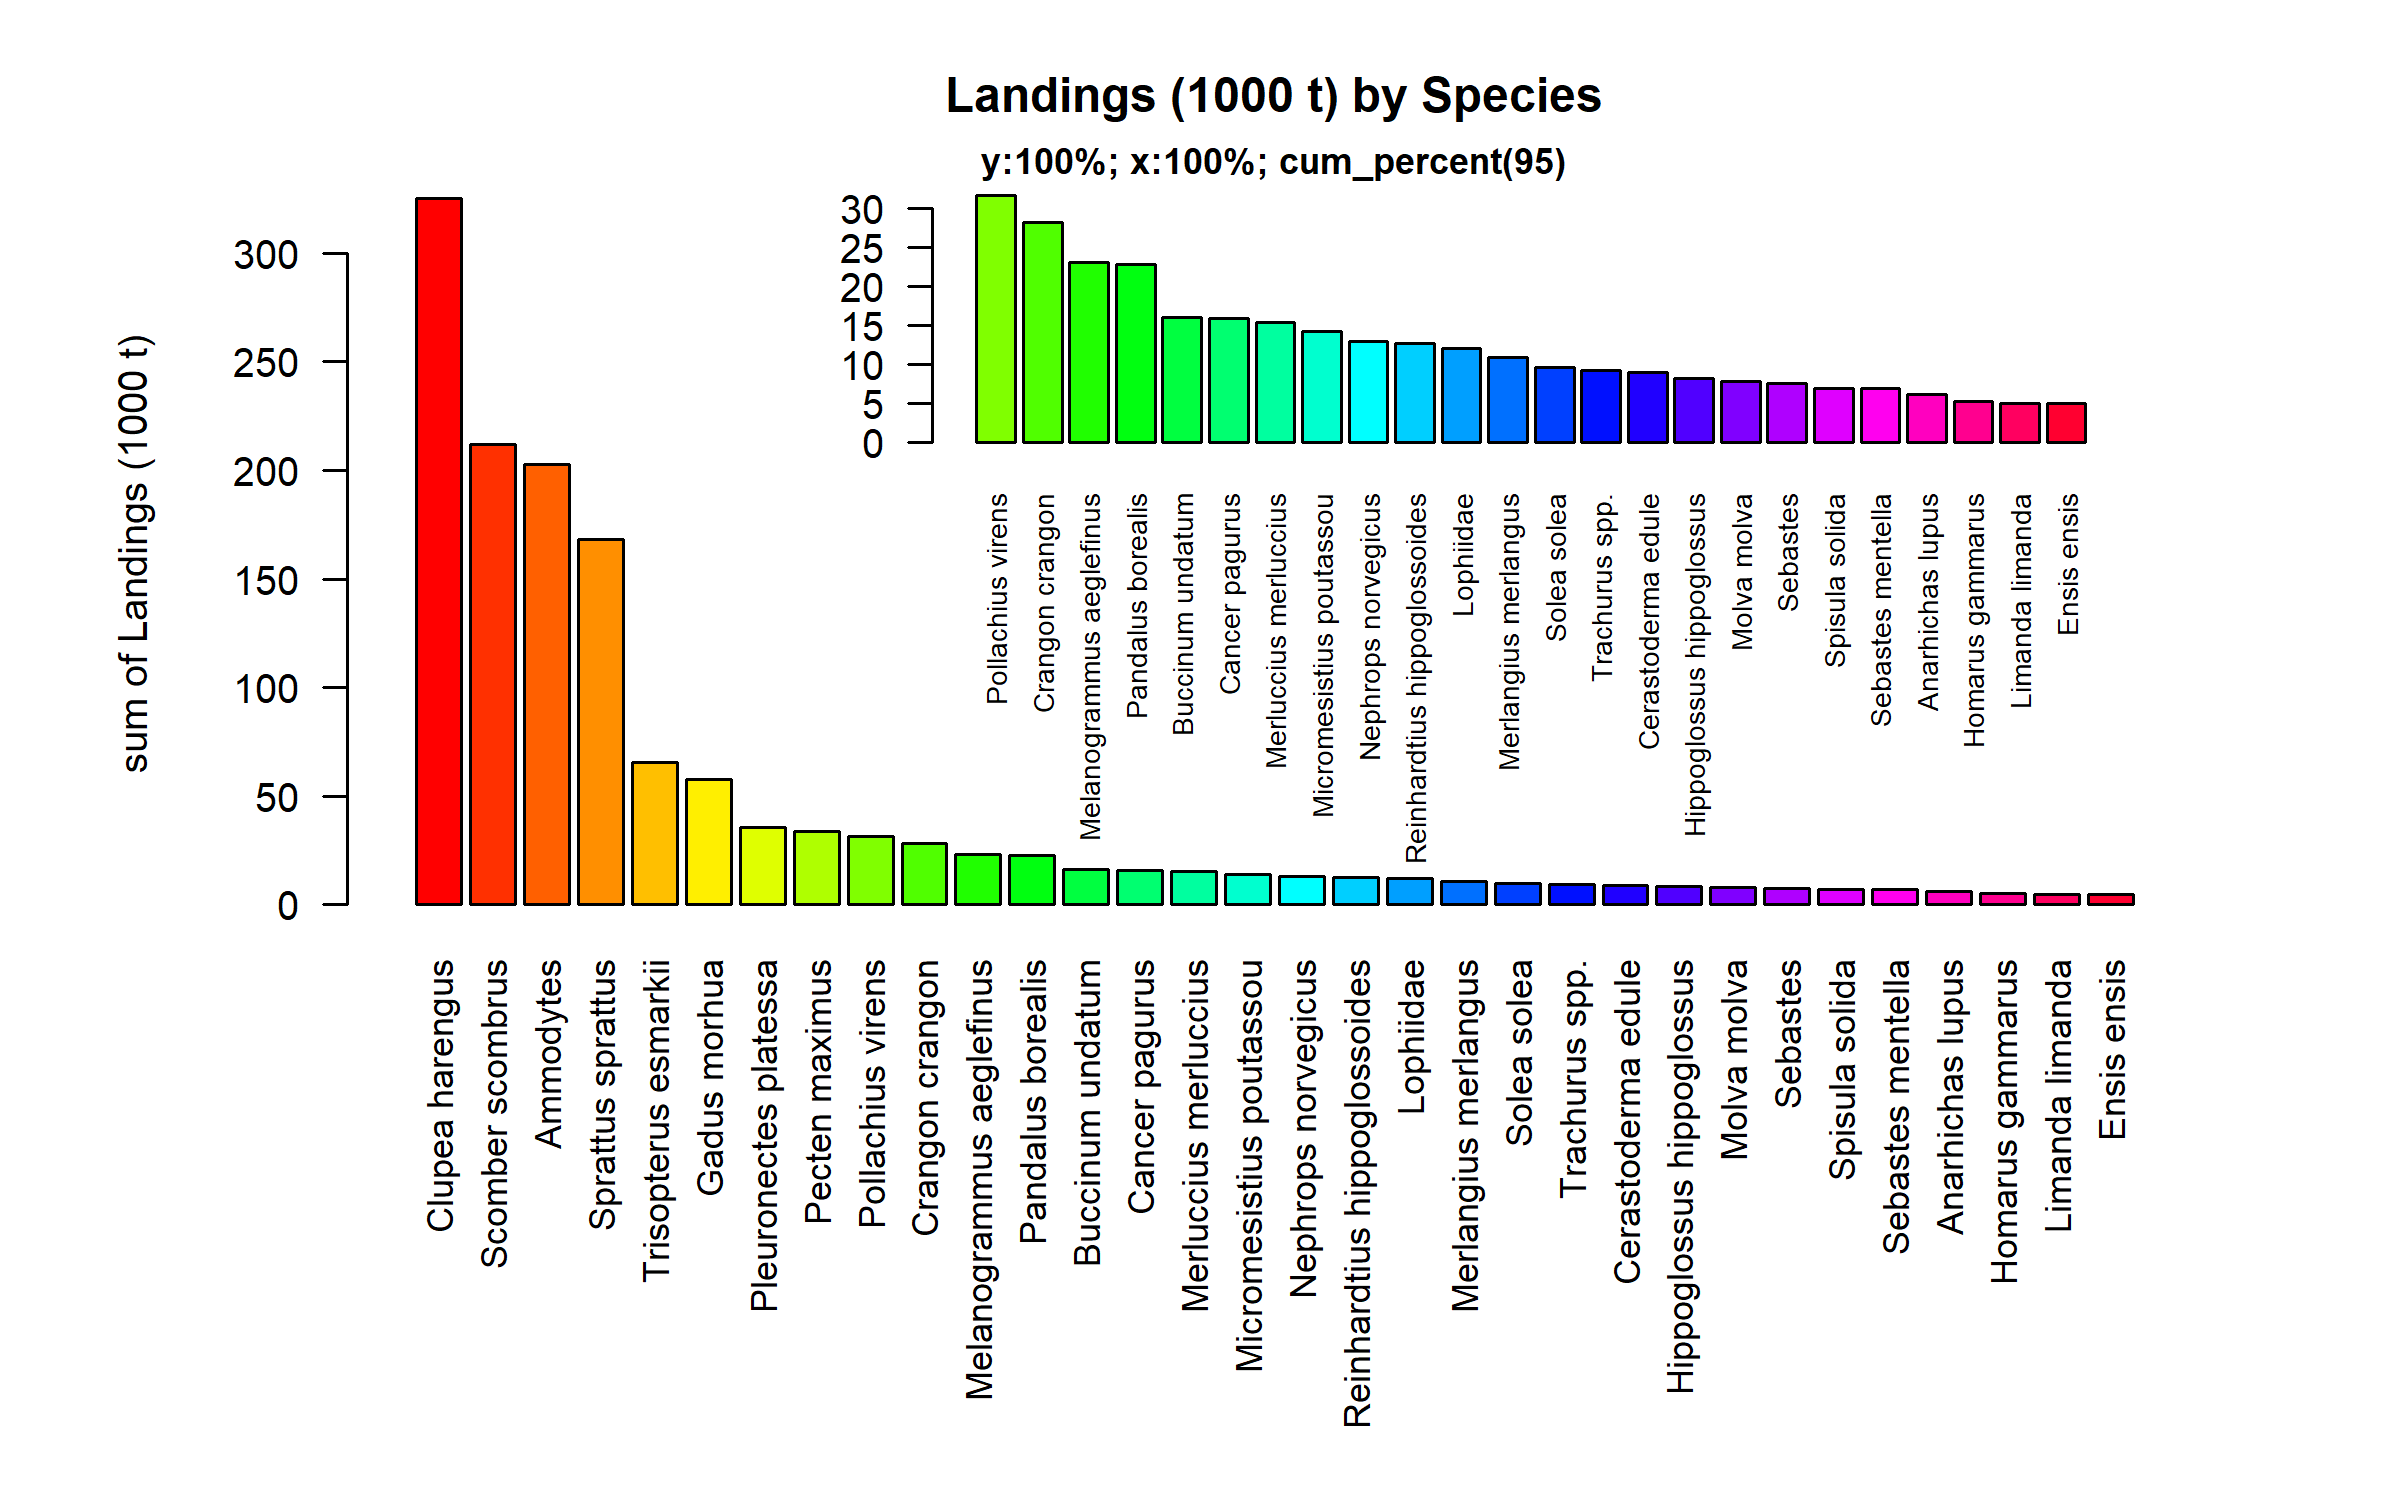 Landings (1000 t) by Species
y:100%; x:100%; cum_percent(95)
sum of Landings (1000 t)
300
250
200
150
100
50
0
30
25
20
15
10
5
0
Pollachius virens
Crangon crangon
Melanogrammus aeglefinus
Pandalus borealis
Buccinum undatum
Cancer pagurus
Merluccius merluccius
Micromesistius poutassou
Nephrops norvegicus
Reinhardtius hippoglossoides
Lophiidae
Merlangius merlangus
Solea solea
Trachurus spp.
Cerastoderma edule
Hippoglossus hippoglossus
Molva molva
Sebastes
Spisula solida
Sebastes mentella
Anarhichas lupus
Homarus gammarus
Limanda limanda
Ensis ensis
Clupea harengus
Scomber scombrus
Ammodytes
Sprattus sprattus
Trisopterus esmarkii
Gadus morhua
Pleuronectes platessa
Pecten maximus
Pollachius virens
Crangon crangon
Melanogrammus aeglefinus
Pandalus borealis
Buccinum undatum
Cancer pagurus
Merluccius merluccius
Micromesistius poutassou
Nephrops norvegicus
Reinhardtius hippoglossoides
Lophiidae
Merlangius merlangus
Solea solea
Trachurus spp.
Cerastoderma edule
Hippoglossus hippoglossus
Molva molva
Sebastes
Spisula solida
Sebastes mentella
Anarhichas lupus
Homarus gammarus
Limanda limanda
Ensis ensis